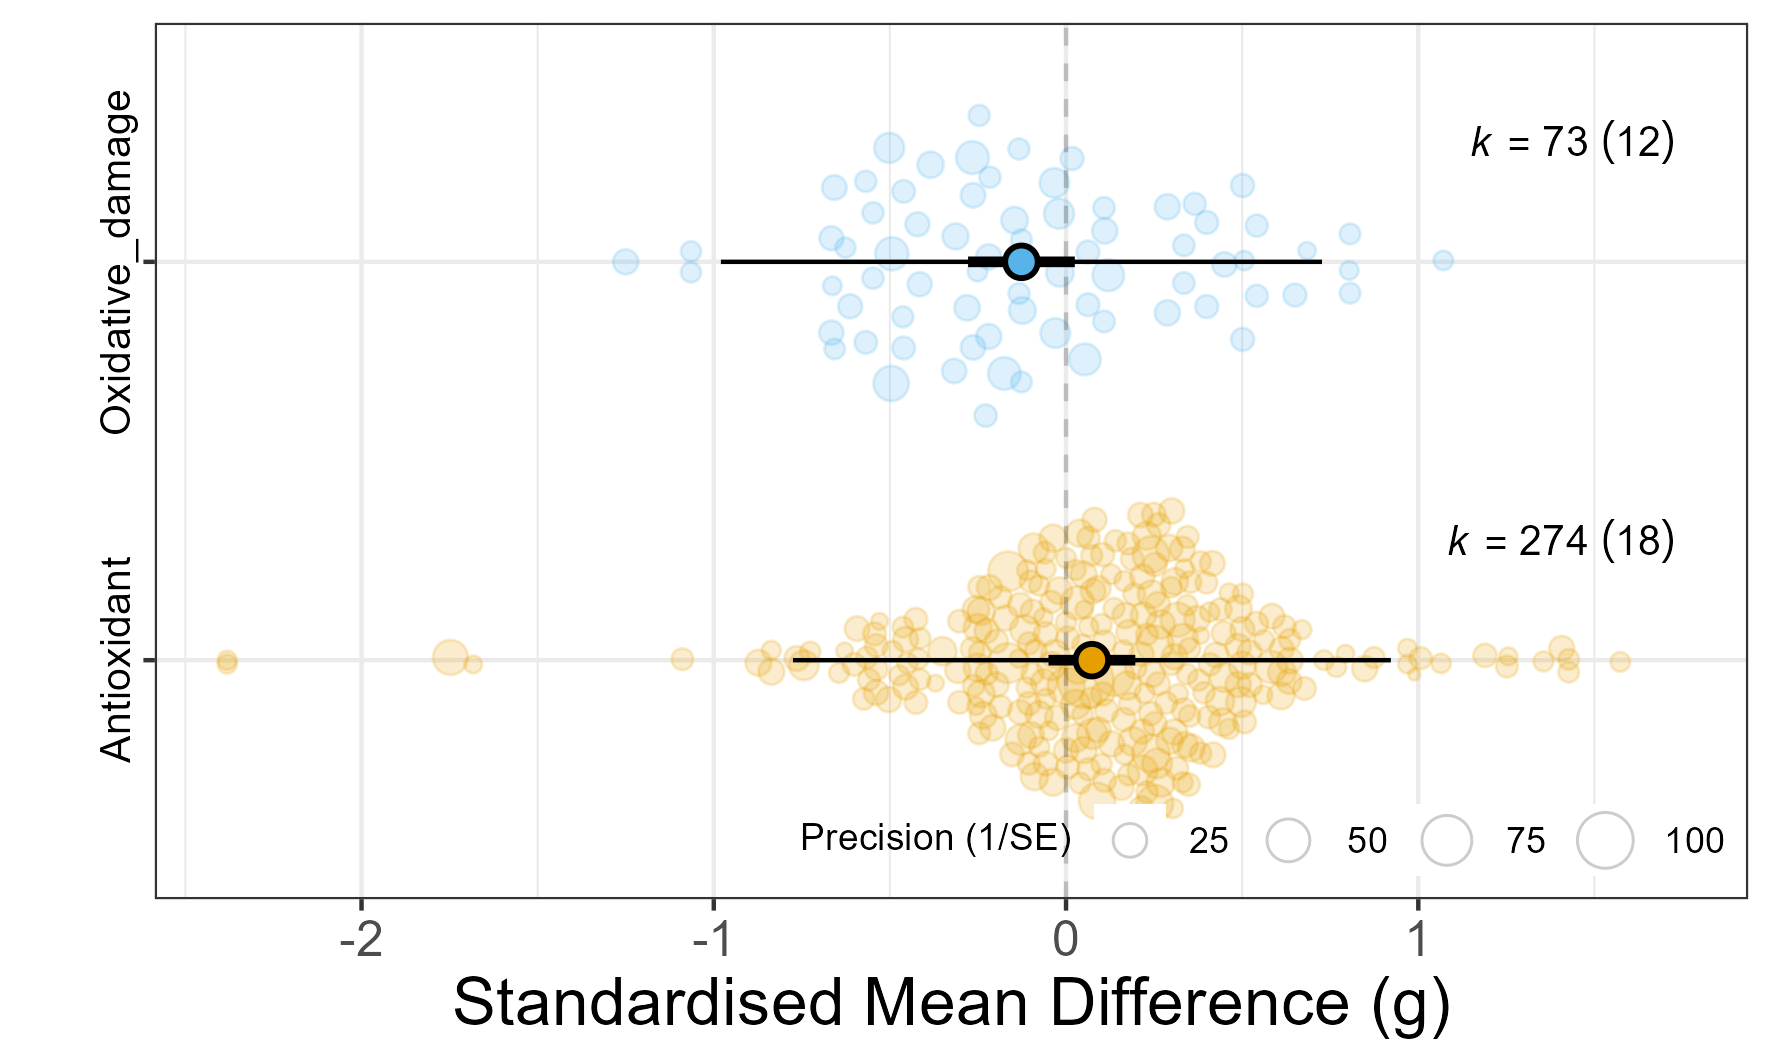 Oxidative_damage
k = 73 (12)
Antioxidant
k = 274 (18)
Precision (1/SE) 25 50 75 100
-2 -1 0 1
Standardised Mean Difference (g)